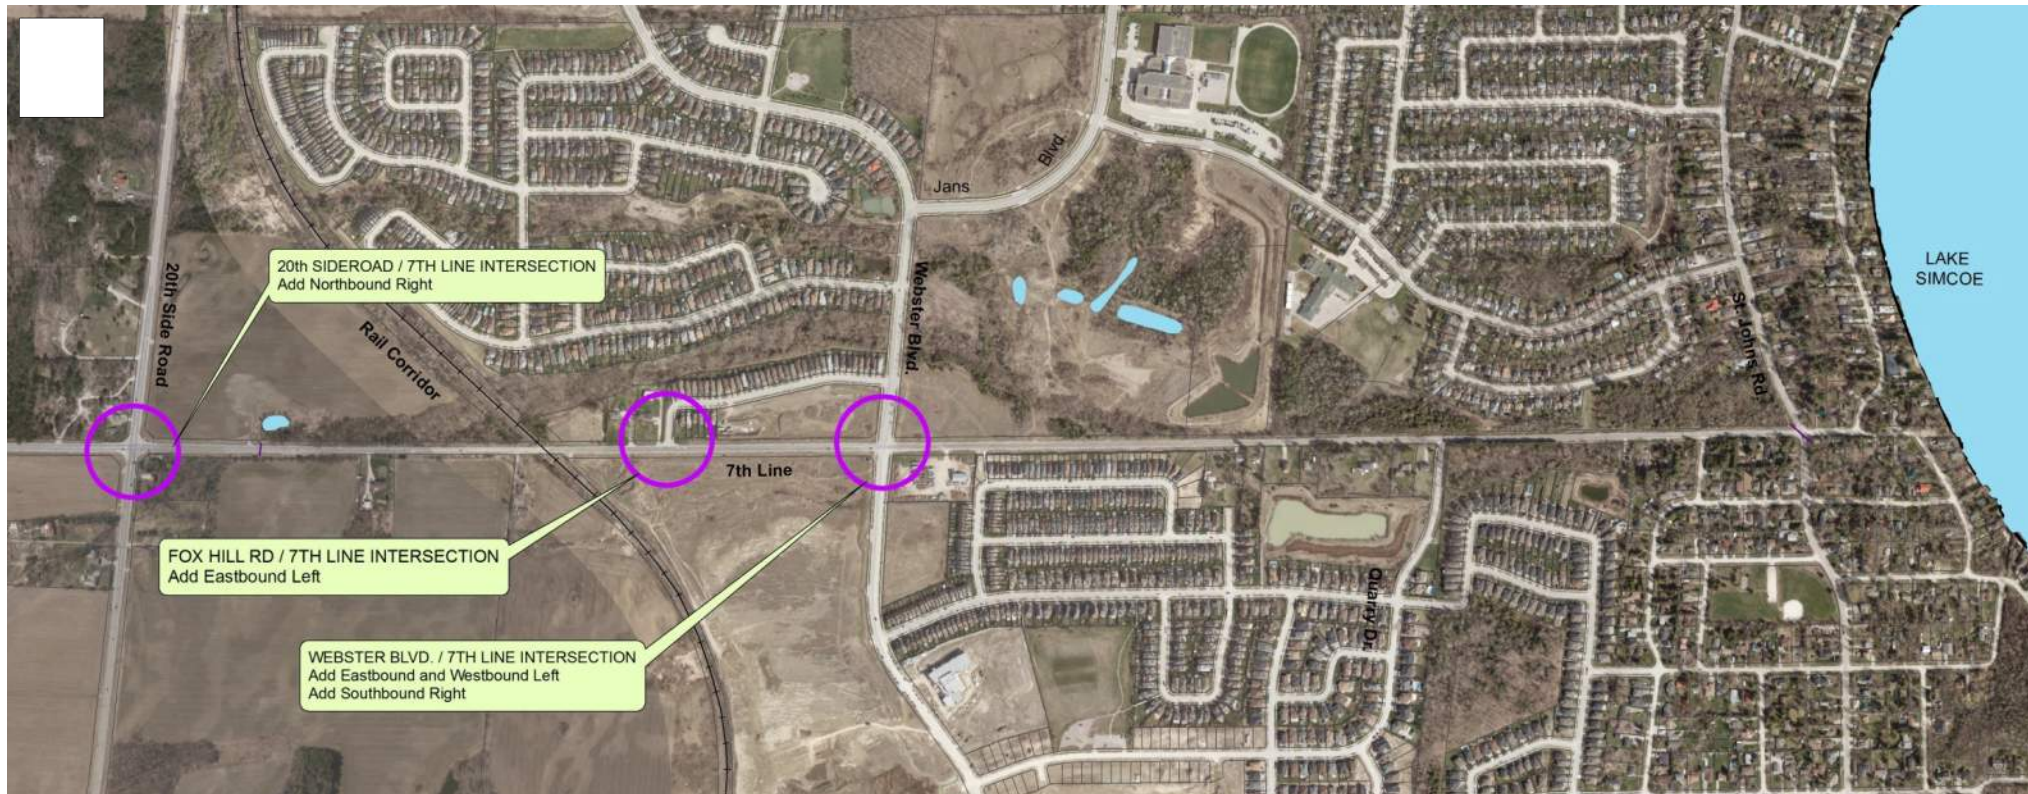 Jans
Blvd
LAKE
SIMCOE
20th SIDEROAD / 7TH LINE INTERSECTION
Add Northbound Right
20th Side Road
Rail Corridor
Webster Blvd.
St. Johns Rd
7th Line
FOX HILL RD / 7TH LINE INTERSECTION
Add Eastbound Left
Quarry Dr.
WEBSTER BLVD. / 7TH LINE INTERSECTION
Add Eastbound and Westbound Left
Add Southbound Right